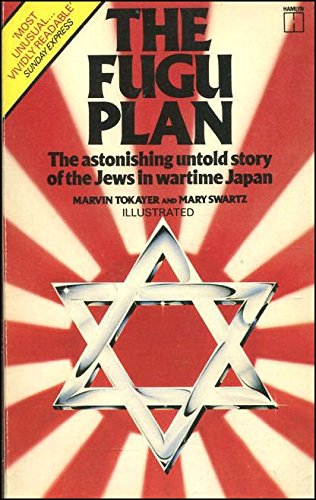 'MOST
UNUSUAL...
VIVIDLY READABLE'
SUNDAY EXPRESS
HAMLYN
THE
FUGU
PLAN
The astonishing untold story
of the Jews in wartime Japan
MARVIN TOKAYER AND MARY SWARTZ
ILLUSTRATED